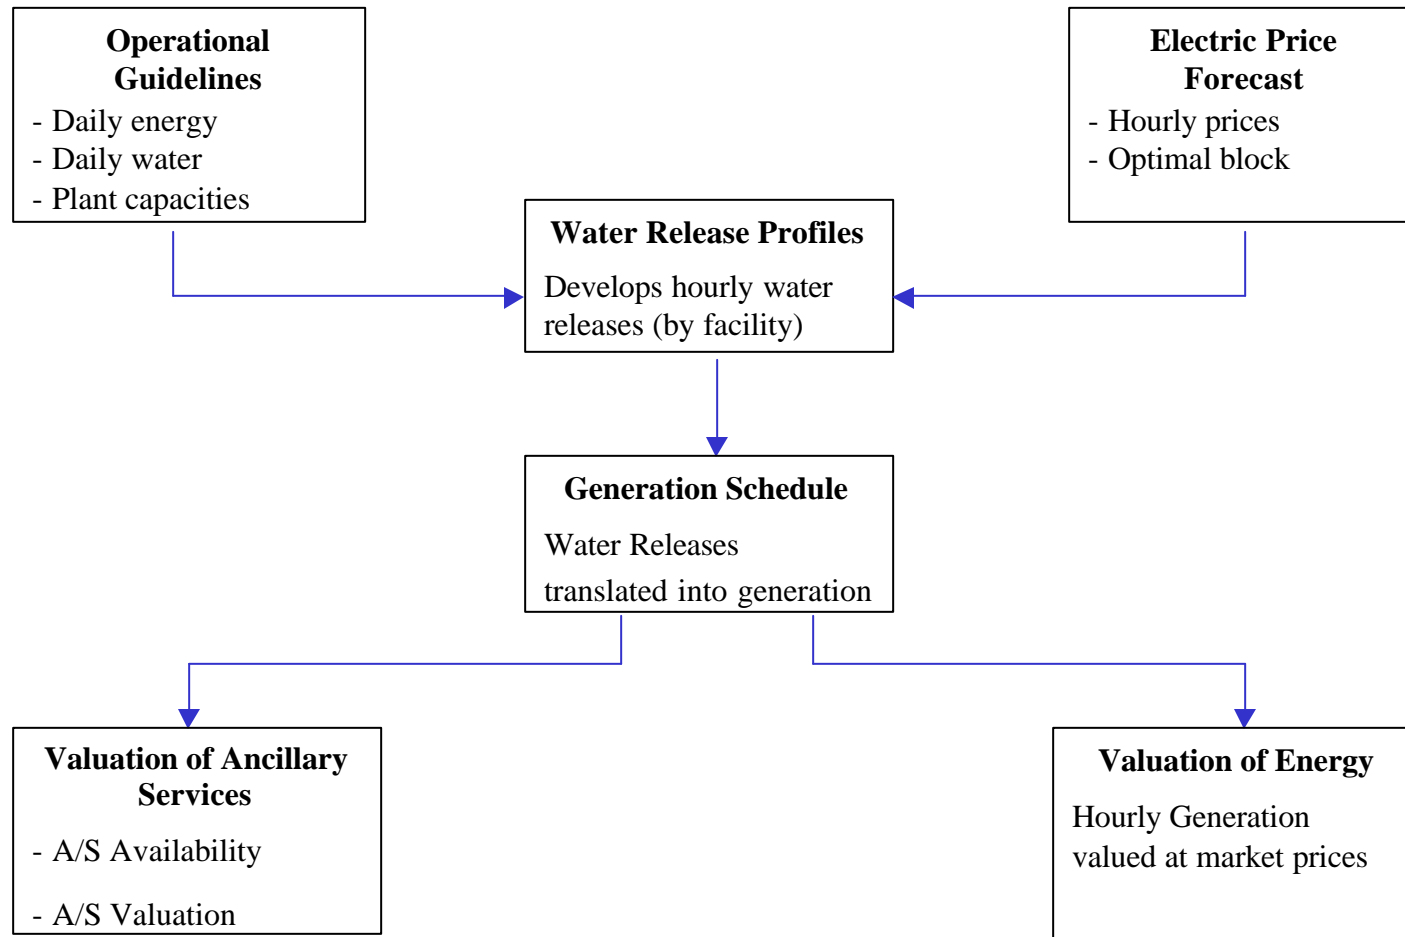 Operational
Guidelines
- Daily energy
- Daily water
- Plant capacities
Electric Price
Forecast
- Hourly prices
- Optimal block
Water Release Profiles
Develops hourly water
releases (by facility)
Generation Schedule
Water Releases
translated into generation
Valuation of Ancillary
Services
- A/S Availability
- A/S Valuation
Valuation of Energy
Hourly Generation
valued at market prices